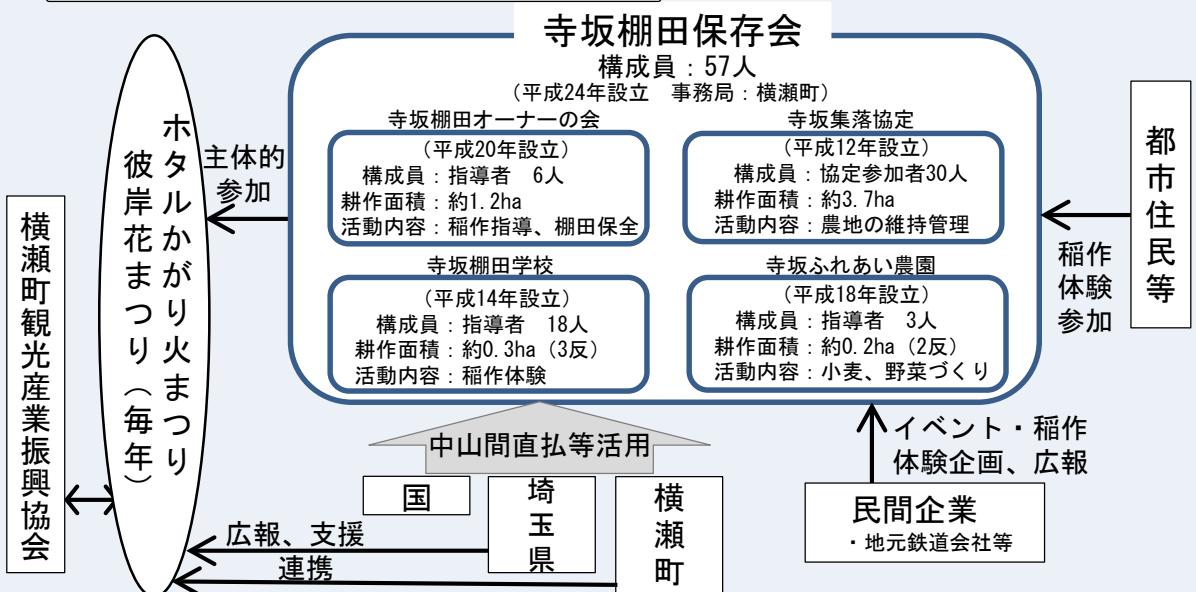 寺坂棚田保存会
構成員：57人
（平成24年設立　事務局：横瀬町）
寺坂棚田オーナーの会
（平成20年設立）
構成員：指導者　6人
耕作面積：約1.2ha
活動内容：稲作指導、棚田保全
寺坂集落協定
（平成12年設立）
構成員：協定参加者30人
耕作面積：約3.7ha
活動内容：農地の維持管理
寺坂棚田学校
（平成14年設立）
構成員：指導者　18人
耕作面積：約0.3ha（3反）
活動内容：稲作体験
寺坂ふれあい農園
（平成18年設立）
構成員：指導者　3人
耕作面積：約0.2ha（2反）
活動内容：小麦、野菜づくり
ホタルかがり火まつり
彼岸花まつり（毎年）
主体的
参加
横瀬町観光産業振興協会
都市住民等
稲作
体験
参加
中山間直払等活用
国
埼玉県
横瀬町
広報、支援
連携
イベント・稲作
体験企画、広報
民間企業
・地元鉄道会社等